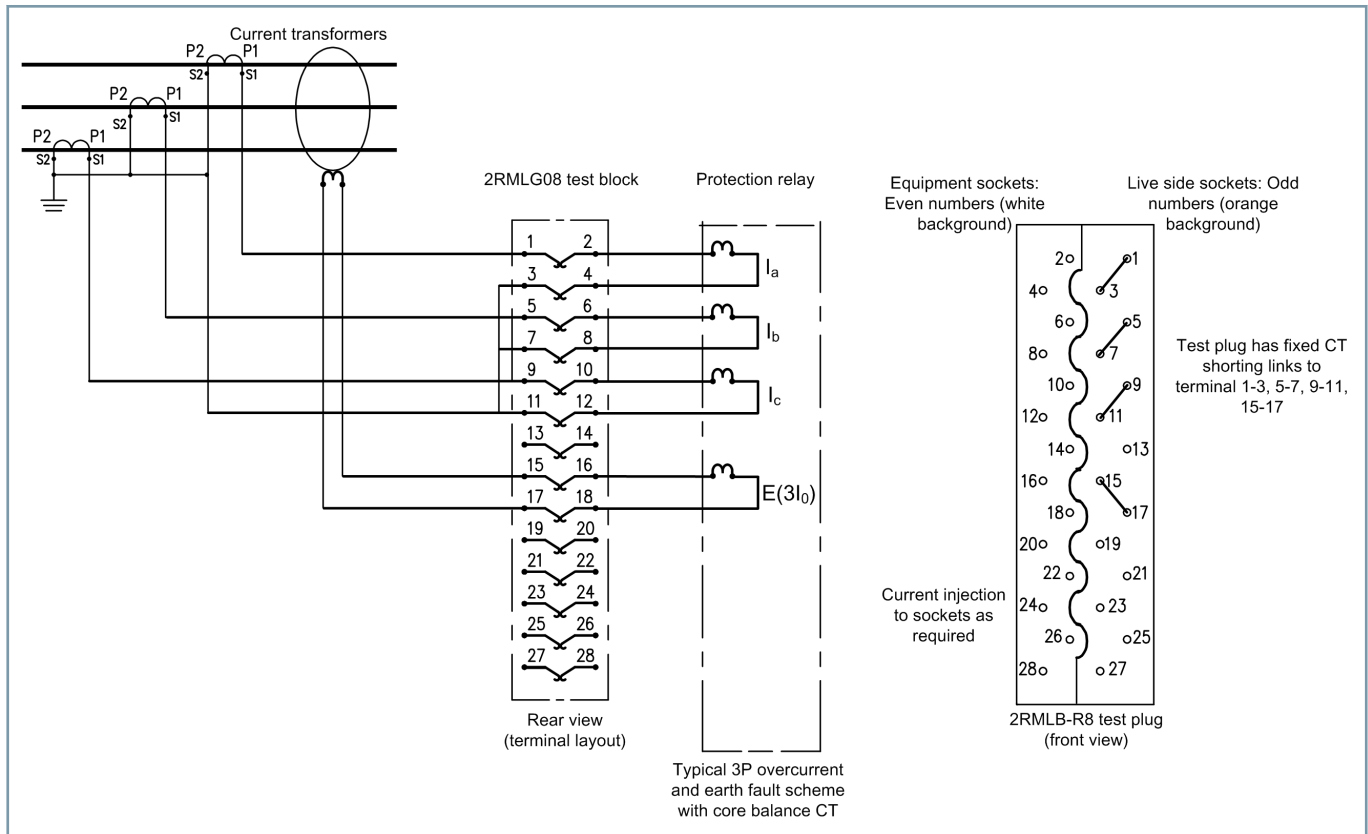 Current transformers
P2 P1
S2 S1
P2 P1
S2 S1
P2 P1
S2 S1
2RMLG08 test block
1 2
3 4
5 6
7 8
9 10
11 12
13 14
15 16
17 18
19 20
21 22
23 24
25 26
27 28
Rear view
(terminal layout)
Protection relay
Ia
Ib
Ic
E(3I0)
Typical 3P overcurrent
and earth fault scheme
with core balance CT
Equipment sockets:
Even numbers (white
background)
Live side sockets: Odd
numbers (orange
background)
2 1
4 3
6 5
8 7
10 9
12 11
14 13
16 15
18 17
20 19
22 21
24 23
26 25
28 27
Test plug has fixed CT
shorting links to
terminal 1-3, 5-7, 9-11,
15-17
Current injection
to sockets as
required
2RMLB-R8 test plug
(front view)